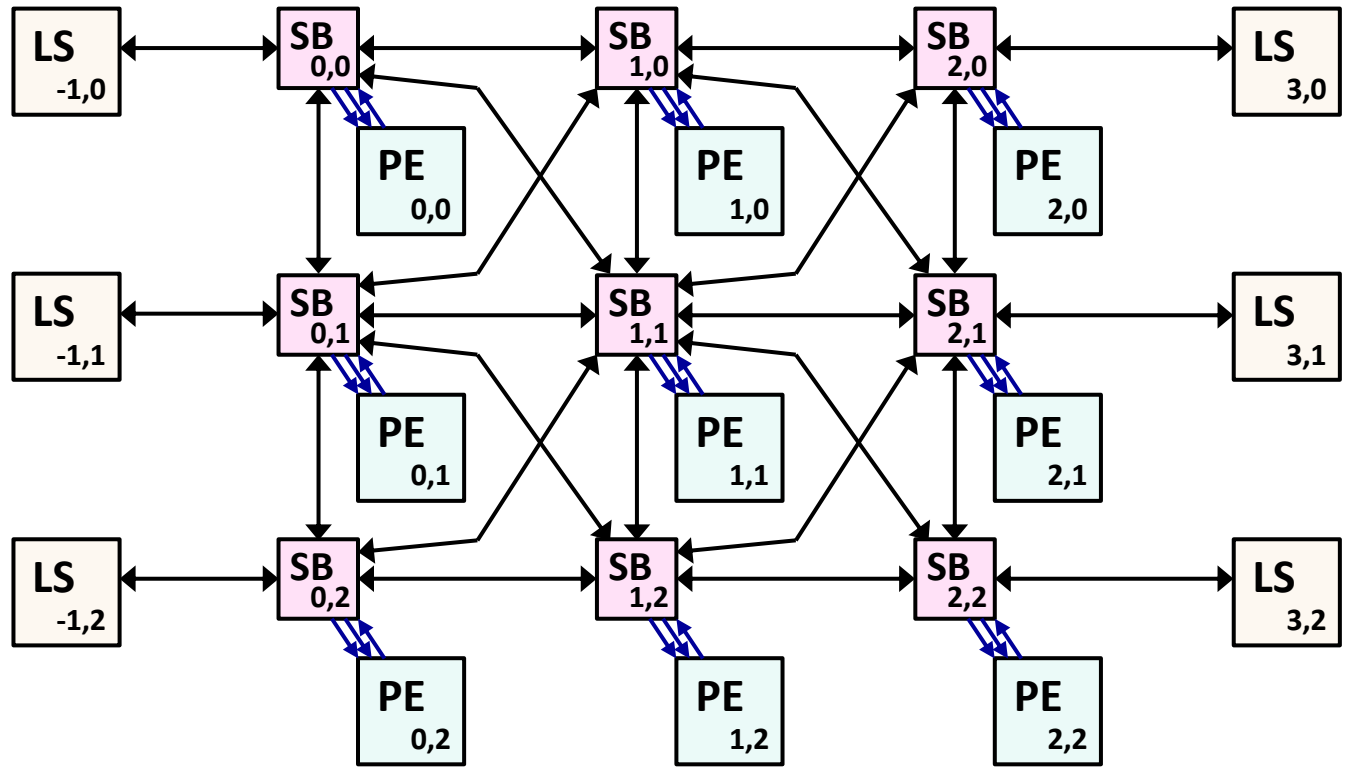 LS
-1,0
SB
0,0
SB
1,0
SB
2,0
LS
3,0
PE
0,0
PE
1,0
PE
2,0
LS
-1,1
SB
0,1
SB
1,1
SB
2,1
LS
3,1
PE
0,1
PE
1,1
PE
2,1
LS
-1,2
SB
0,2
SB
1,2
SB
2,2
LS
3,2
PE
0,2
PE
1,2
PE
2,2